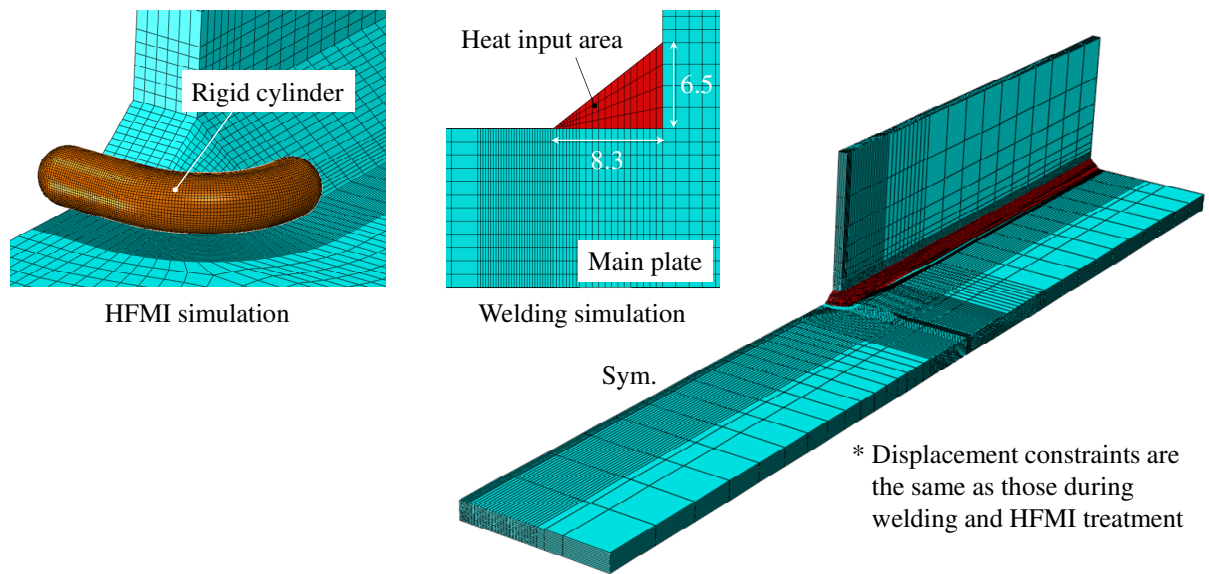 Rigid cylinder
HFMI simulation
Heat input area
6.5
8.3
Main plate
Welding simulation
Sym.
* Displacement constraints are
the same as those during
welding and HFMI treatment